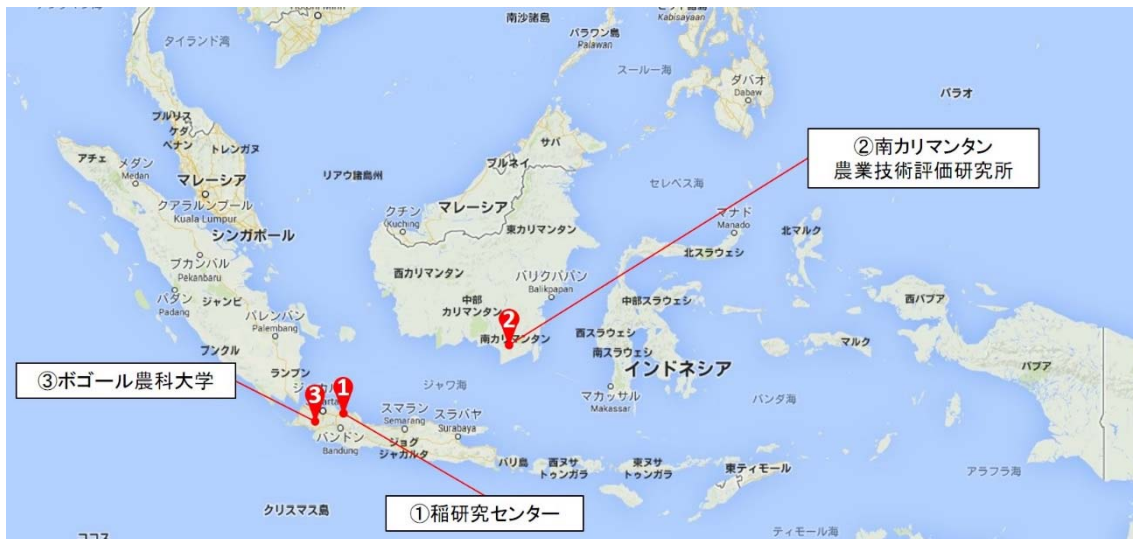 南沙諸島
タイランド湾
パラワン島
Palawan
スールー海
ダバオ
Dabaw
パラオ
プルリス
ケダ
ペナン
トレンガヌ
アチェ
メダン
Medan
マレーシア
クアラルンプール
Kuala Lumpur
シンガポール
リアウ諸島州
ブルネイ
サバ
クチン
(Kuching
マレーシア
セレベス海
②南カリマンタン
農業技術評価研究所
マナド
Manado
北マルク
北スラウェシ
東カリマンタン
西カリマンタン
バリクパパン
Balikpapan
プカンバル
Pekanbaru
パダン
Padang
ジャンビ
パレンバン
Palembang
中部
カリマンタン
中部スラウェシ
西パプア
ブンクル
2
南カリマンタン
西スラウェシ
南スラウェシ
マルク
パプア
③ボゴール農科大学
ランプン
ジャワ海
インドネシア
マカッサル
Makassar
バンダ海
3
1
スマラン
Semarang
スラバヤ
Surabaya
バンドン
Bandung
ジョグ
ジャカルタ
バリ島
西ヌサ
トゥンガラ
東ヌサ
トゥンガラ
東ティモール
アラフラ海
クリスマス島
①稲研究センター
ティモール海
ココス